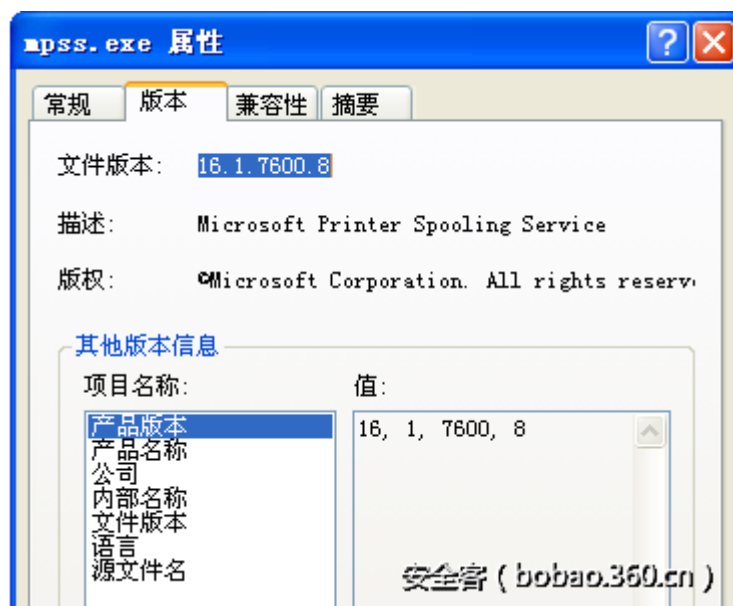 mpss.exe 属性
常规 版本 兼容性 摘要
文件版本: 16.1.7600.8
描述: Microsoft Printer Spooling Service
版权: ©Microsoft Corporation. All rights reserv
其他版本信息
项目名称: 值:
产品版本 16, 1, 7600, 8
产品名称
公司
内部名称
文件版本
语言
源文件名
安全客 ( bobao.360.cn )